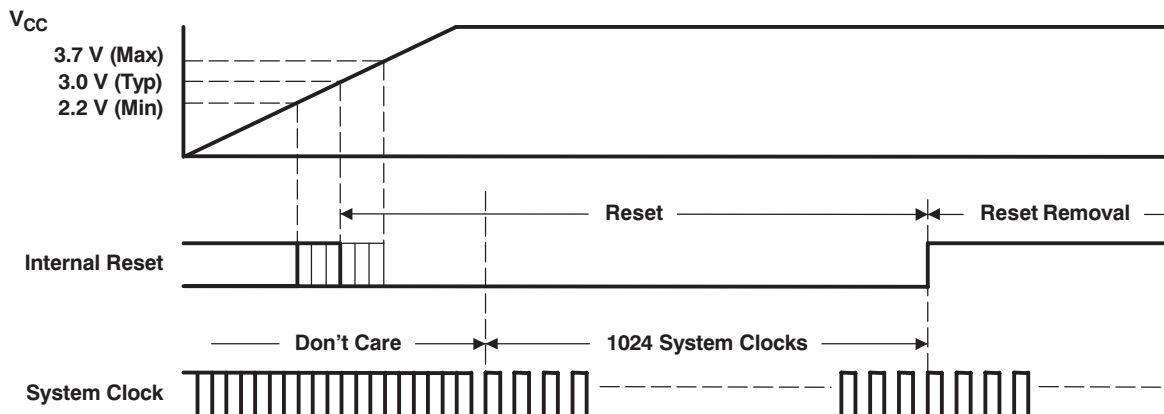 VCC
3.7 V (Max)
3.0 V (Typ)
2.2 V (Min)
Reset
Reset Removal
Internal Reset
Don't Care
1024 System Clocks
System Clock